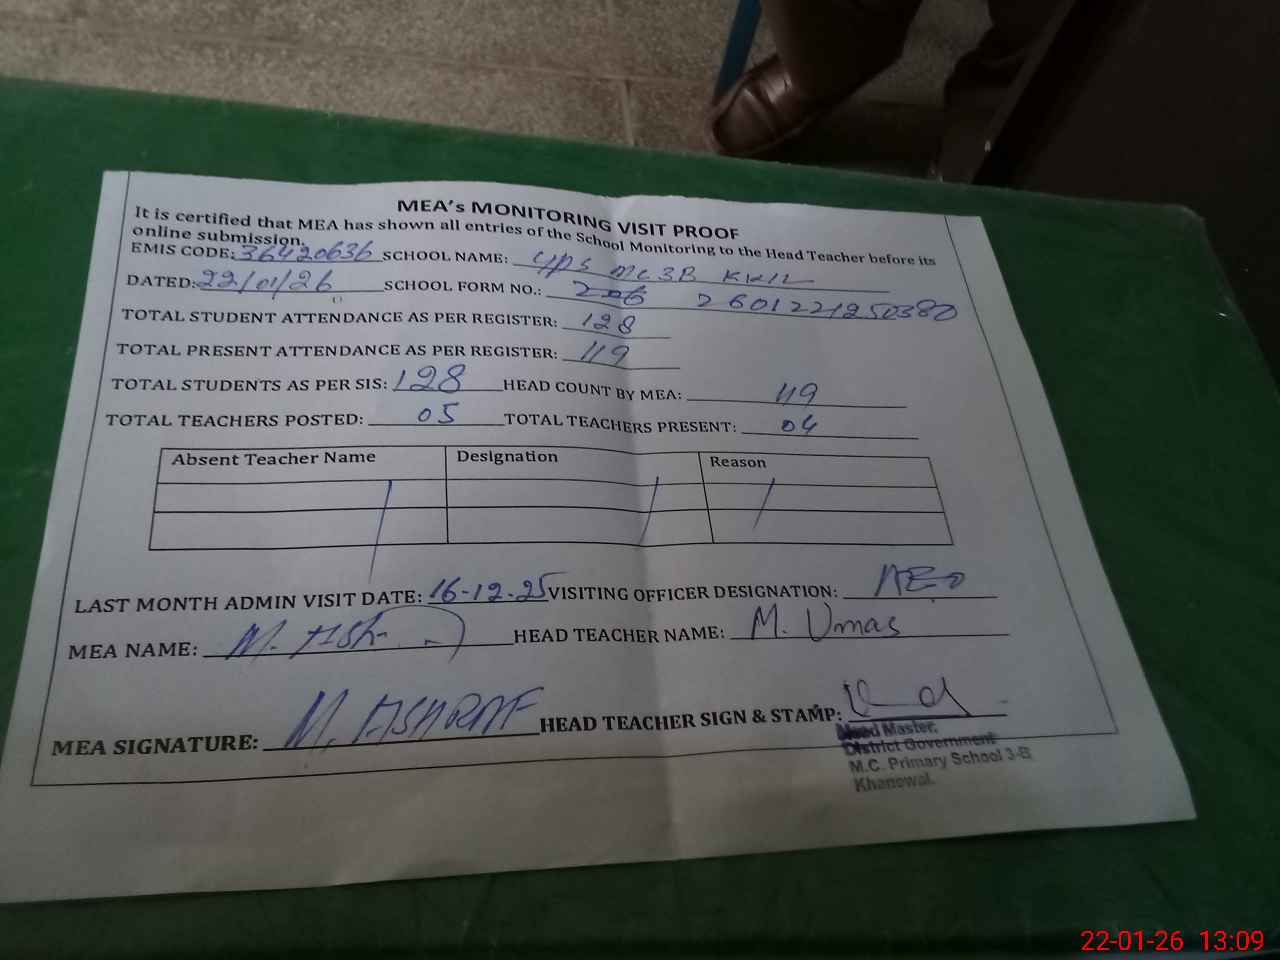 MEA's MONITORING VISIT PROOF
It is certified that MEA has shown all entries of the School Monitoring to the Head Teacher before its
online submission.
EMIS CODE: 36420636 SCHOOL NAME: GPS MC 3B KWL
DATED: 22/01/26 SCHOOL FORM NO.: 2601221250380
TOTAL STUDENT ATTENDANCE AS PER REGISTER: 128
TOTAL PRESENT ATTENDANCE AS PER REGISTER: 119
TOTAL STUDENTS AS PER SIS: 128 HEAD COUNT BY MEA: 119
TOTAL TEACHERS POSTED: 05 TOTAL TEACHERS PRESENT: 04
Absent Teacher Name Designation Reason
LAST MONTH ADMIN VISIT DATE: 16-12-25 VISITING OFFICER DESIGNATION: AEO
MEA NAME: M. HEAD TEACHER NAME: M. Umas
MEA SIGNATURE: M. ASHRAF HEAD TEACHER SIGN & STAMP:
Head Master,
District Government
M.C. Primary School 3-B
Khanewal.
22-01-26 13:09